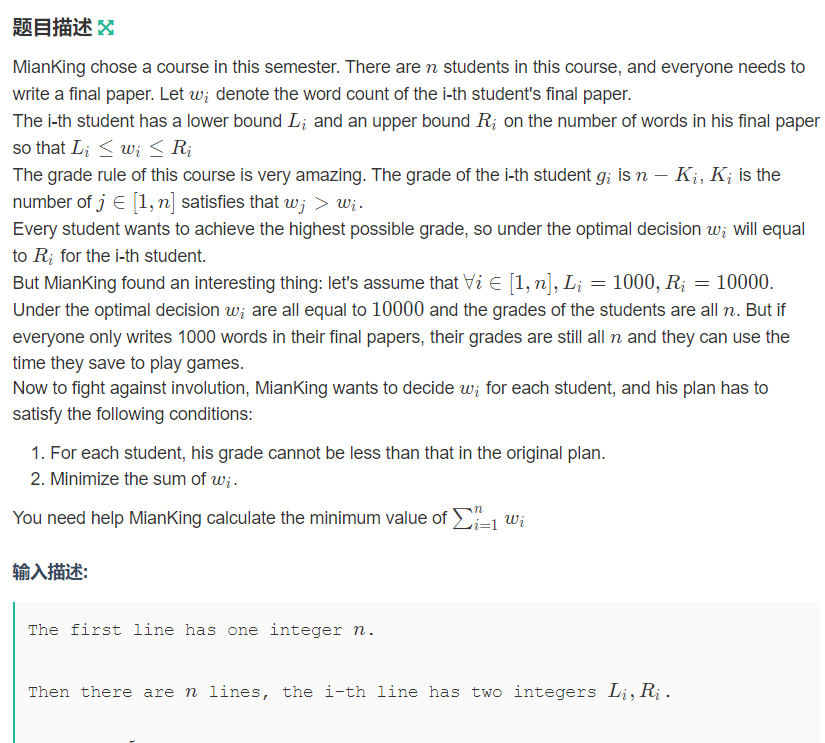 题目描述
MianKing chose a course in this semester. There are n students in this course, and everyone needs to
write a final paper. Let w_i denote the word count of the i-th student's final paper.
The i-th student has a lower bound L_i and an upper bound R_i on the number of words in his final paper
so that L_i ≤ w_i ≤ R_i
The grade rule of this course is very amazing. The grade of the i-th student g_i is n − K_i, K_i is the
number of j ∈ [1, n] satisfies that w_j > w_i.
Every student wants to achieve the highest possible grade, so under the optimal decision w_i will equal
to R_i for the i-th student.
But MianKing found an interesting thing: let's assume that ∀i ∈ [1, n], L_i = 1000, R_i = 10000.
Under the optimal decision w_i are all equal to 10000 and the grades of the students are all n. But if
everyone only writes 1000 words in their final papers, their grades are still all n and they can use the
time they save to play games.
Now to fight against involution, MianKing wants to decide w_i for each student, and his plan has to
satisfy the following conditions:
1. For each student, his grade cannot be less than that in the original plan.
2. Minimize the sum of w_i.
You need help MianKing calculate the minimum value of ∑_{i=1}^{n} w_i
输入描述:
The first line has one integer n.
Then there are n lines, the i-th line has two integers L_i, R_i.